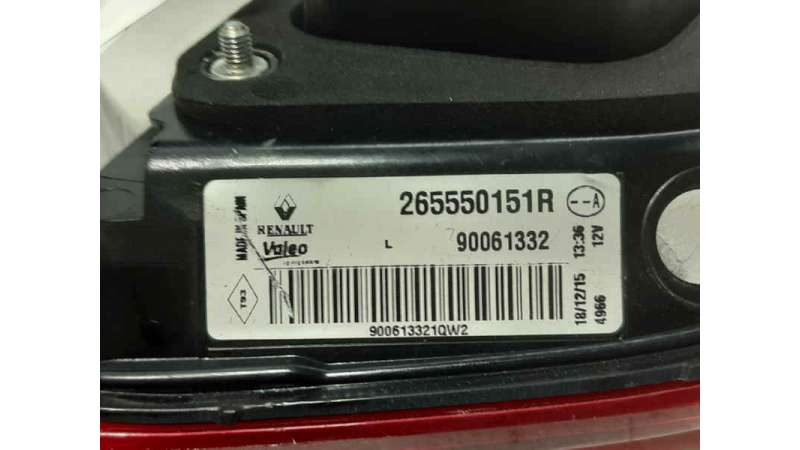 MADE IN SPAIN
RENAULT
Valeo
265550151R
--A
L
90061332
T93
900613321QW2
18/12/15 13:36
4966 12V